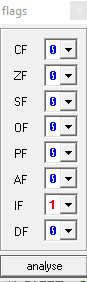 flags
CF 0
ZF 0
SF 0
OF 0
PF 0
AF 0
IF 1
DF 0
analyse